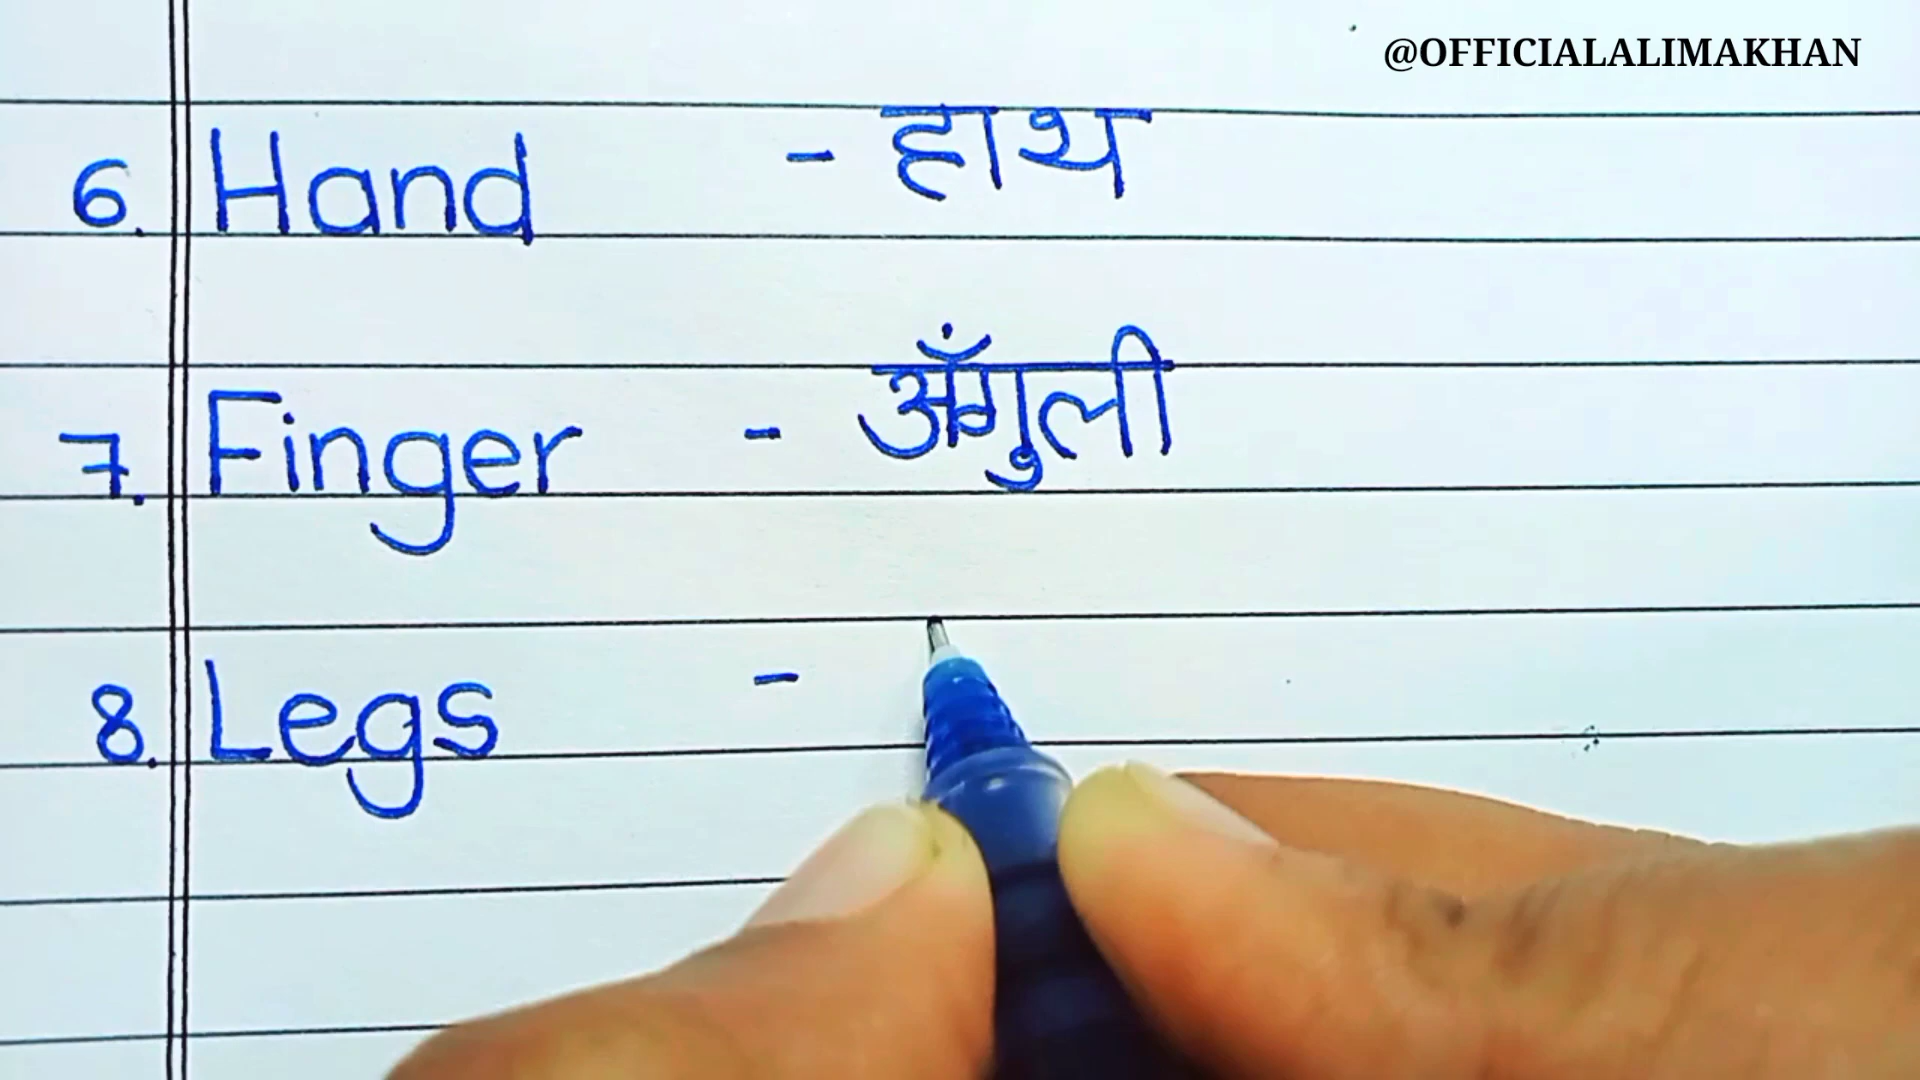 @OFFICIALALIMAKHAN
6. Hand - हाथ
7. Finger - अँगुली
8. Legs -